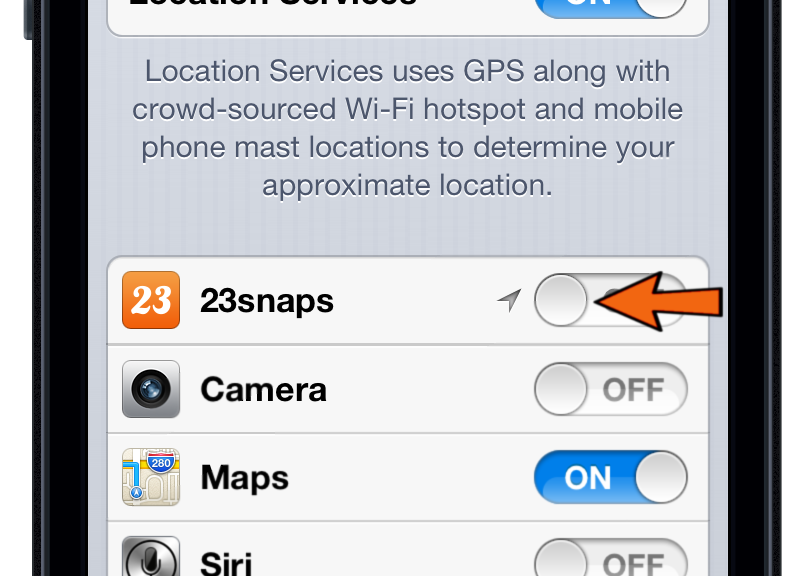 Location Services ON
Location Services uses GPS along with
crowd-sourced Wi-Fi hotspot and mobile
phone mast locations to determine your
approximate location.
23 23snaps
Camera OFF
280 Maps ON
Siri OFF